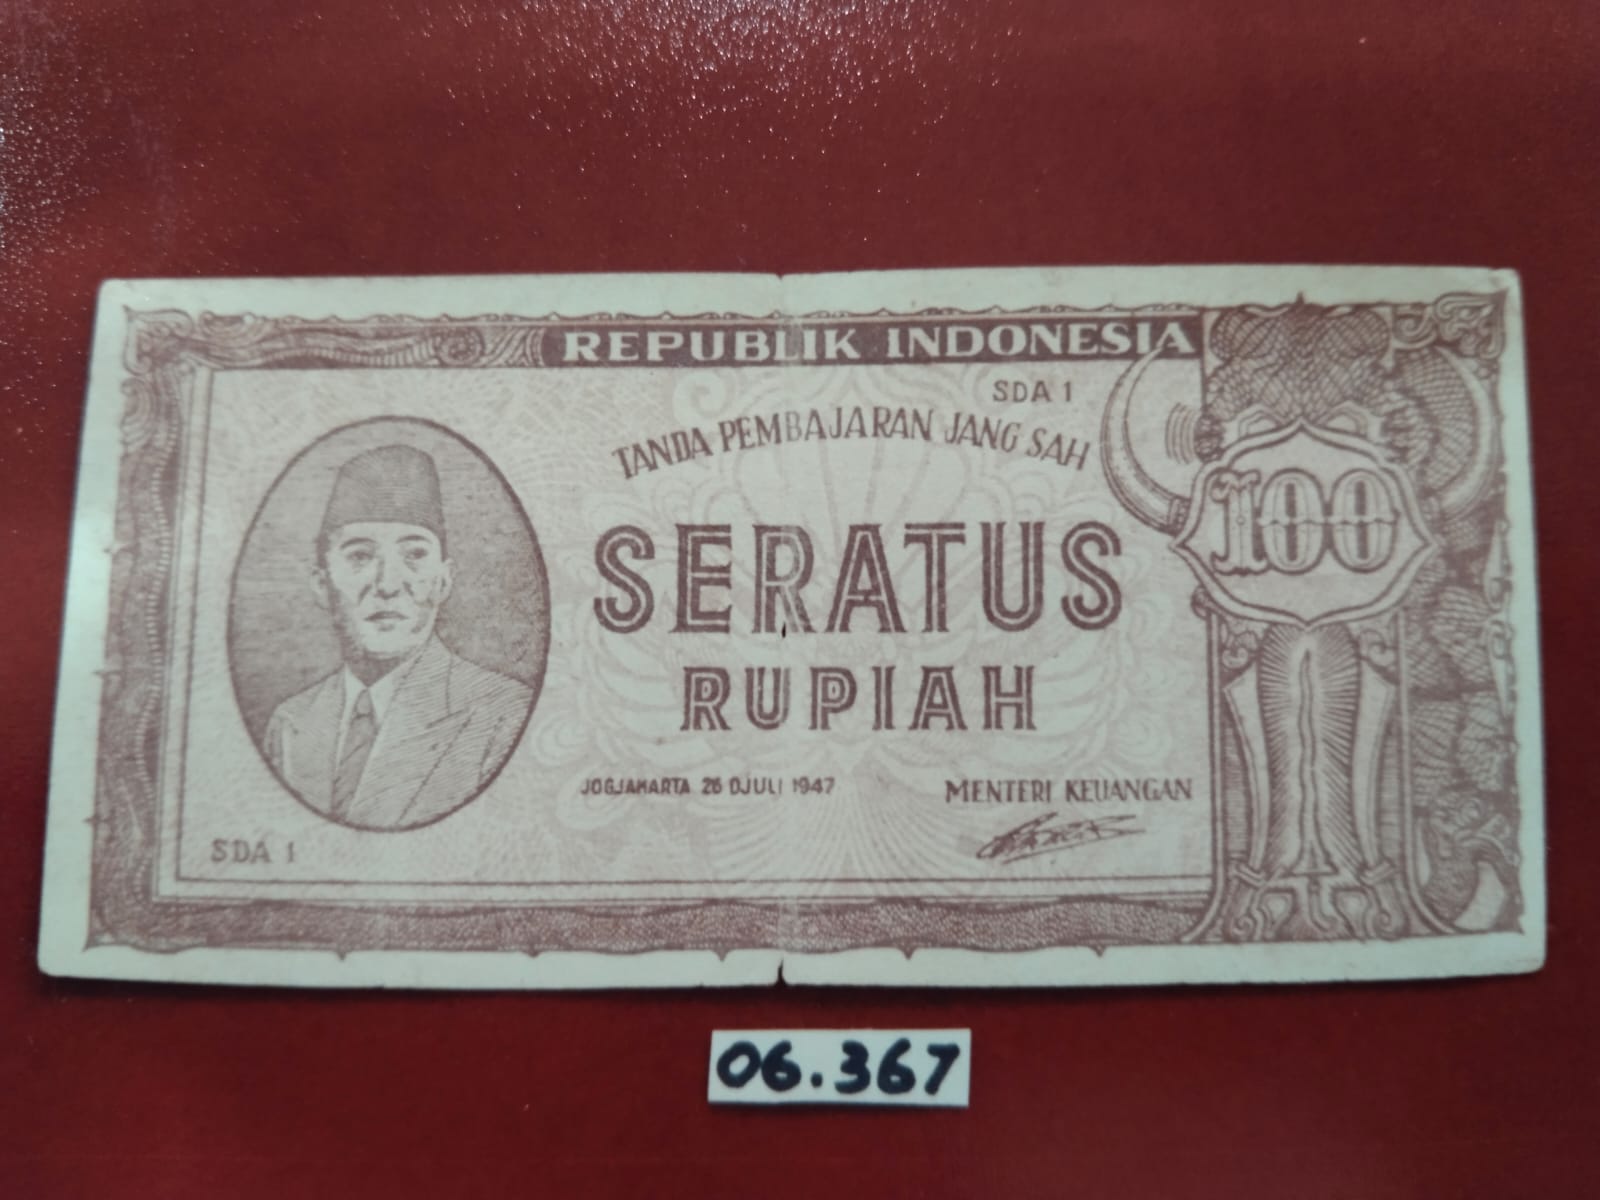 REPUBLIK INDONESIA
SDA 1
TANDA PEMBAJARAN JANG SAH
100
SERATUS
RUPIAH
JOGJAKARTA 26 DJULI 1947
MENTERI KEUANGAN
SDA 1
06.367